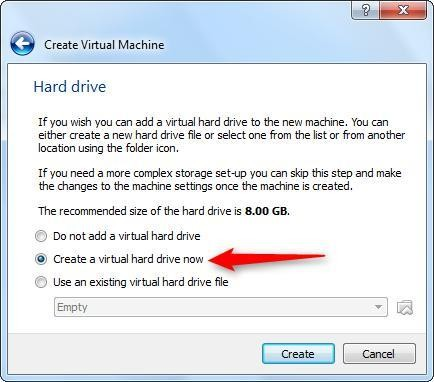 ?
Create Virtual Machine
Hard drive
If you wish you can add a virtual hard drive to the new machine. You can
either create a new hard drive file or select one from the list or from another
location using the folder icon.
If you need a more complex storage set-up you can skip this step and make
the changes to the machine settings once the machine is created.
The recommended size of the hard drive is 8.00 GB.
Do not add a virtual hard drive
Create a virtual hard drive now
Use an existing virtual hard drive file
Empty
Create Cancel